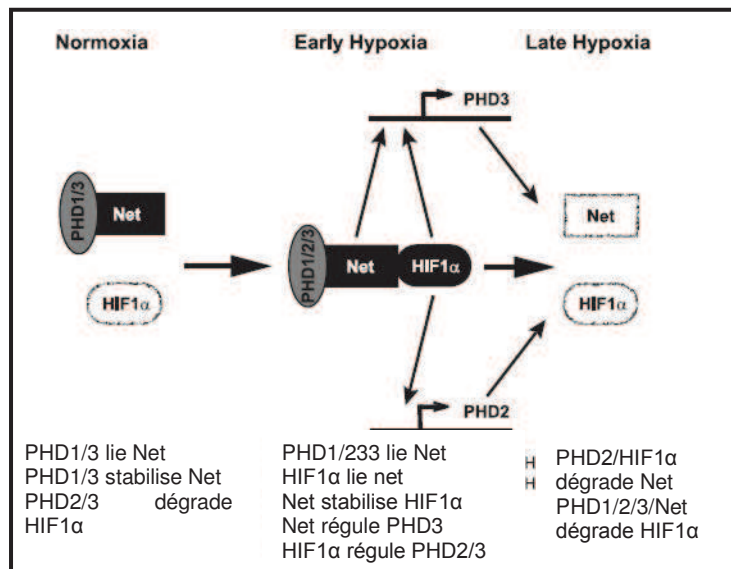 Normoxia
Early Hypoxia
Late Hypoxia
PHD3
PHD1/3
Net
HIF1α
PHD1/2/3
Net
HIF1α
Net
HIF1α
PHD2
PHD1/3 lie Net
PHD1/3 stabilise Net
PHD2/3 dégrade
HIF1α
PHD1/233 lie Net
HIF1α lie net
Net stabilise HIF1α
Net régule PHD3
HIF1α régule PHD2/3
H PHD2/HIF1α
H dégrade Net
PHD1/2/3/Net
dégrade HIF1α